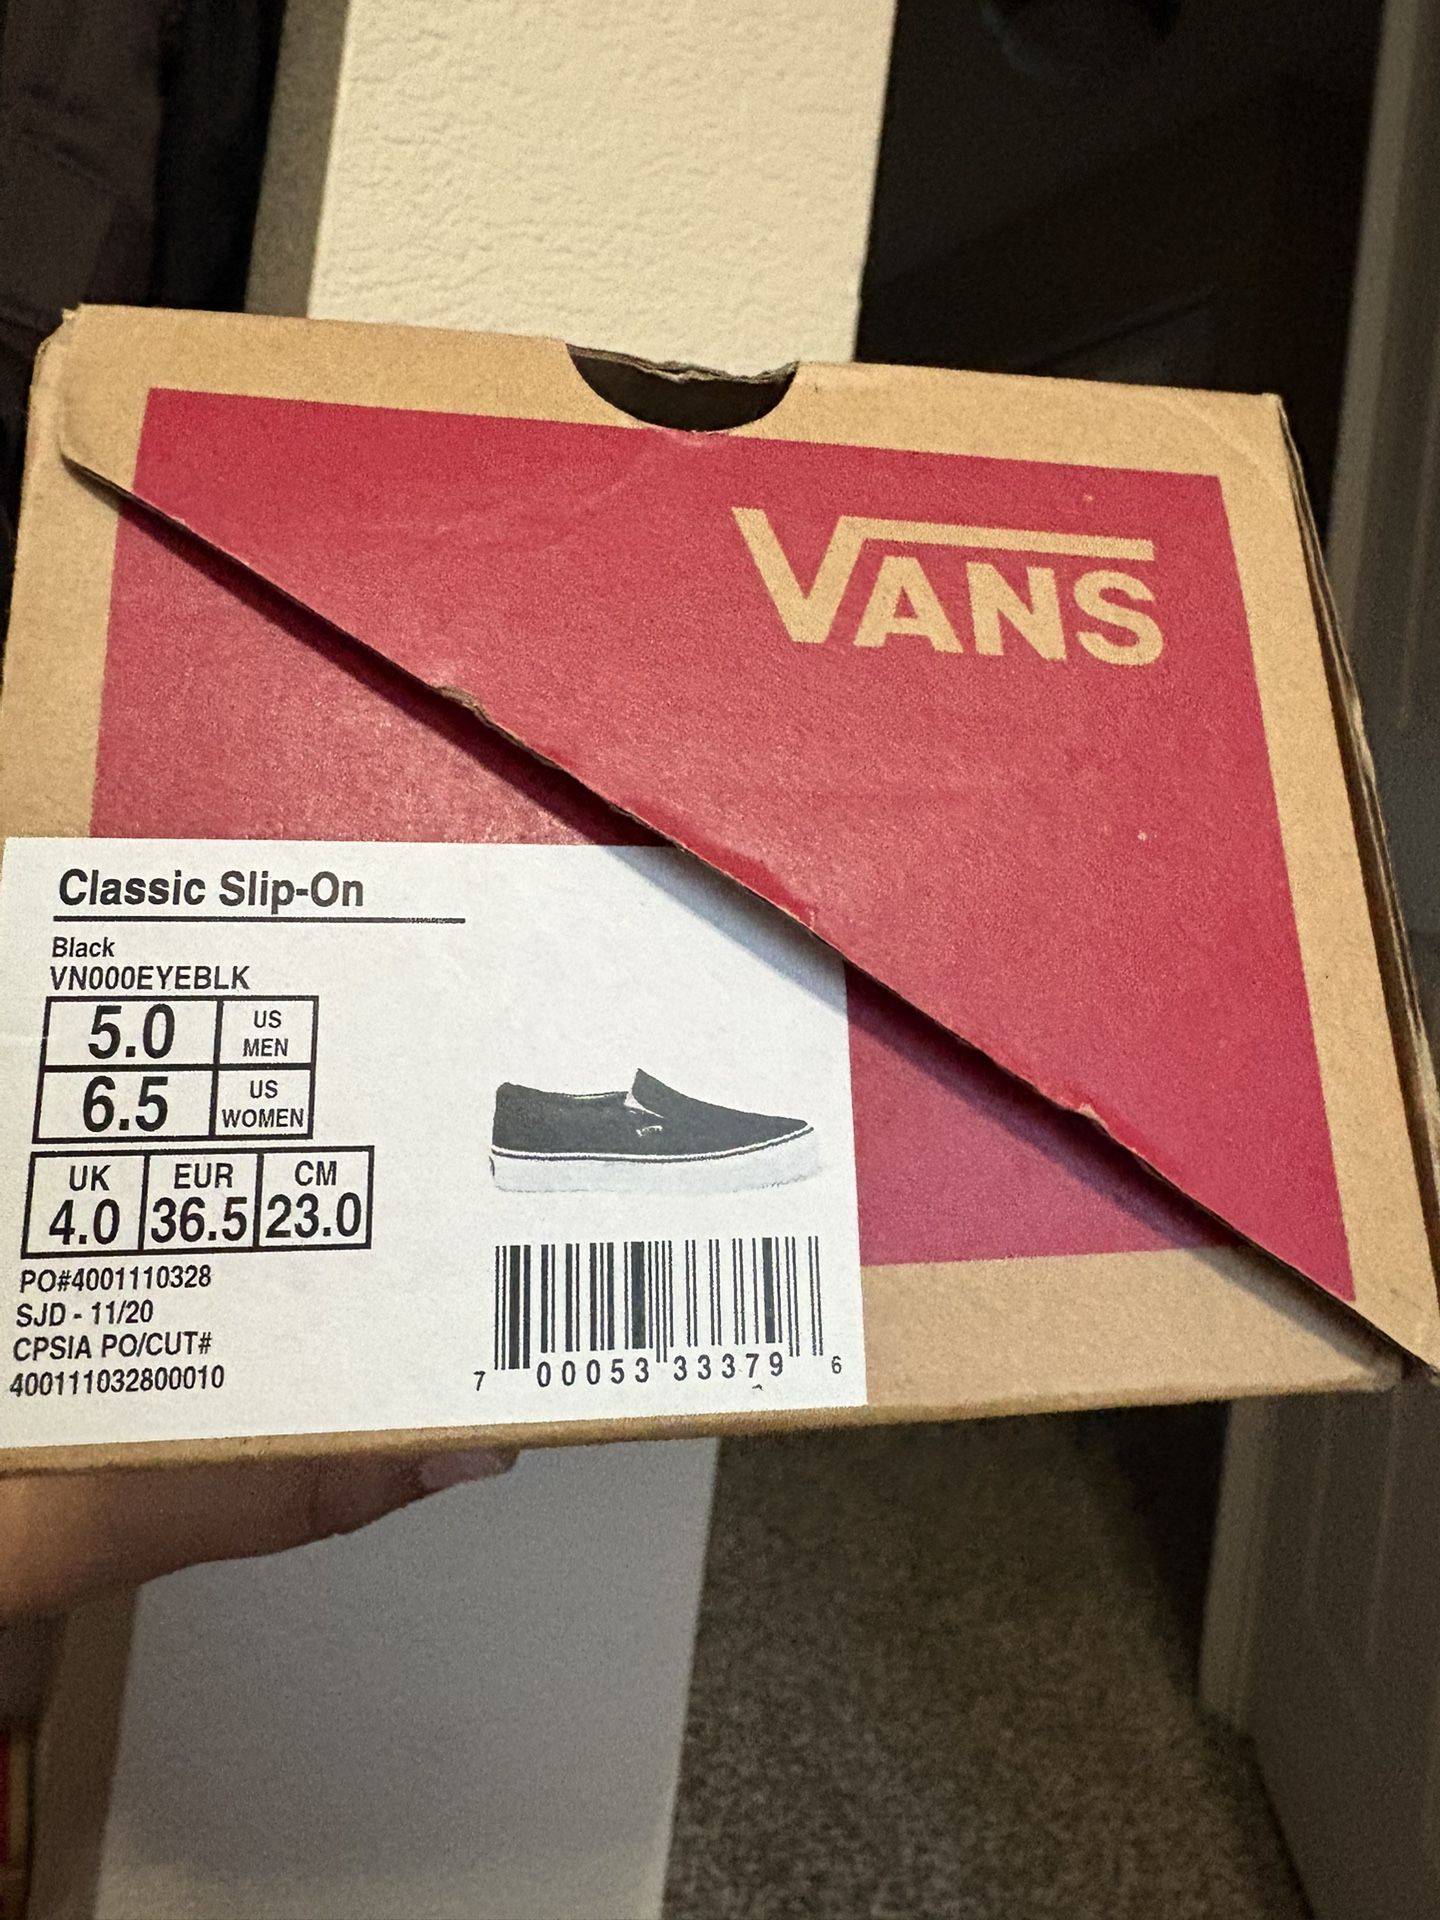 VANS
Classic Slip-On
Black
VN000EYEBLK
5.0 US MEN
6.5 US WOMEN
UK EUR CM
4.0 36.5 23.0
PO#4001110328
SJD - 11/20
CPSIA PO/CUT#
400111032800010
7 00053 33379 6